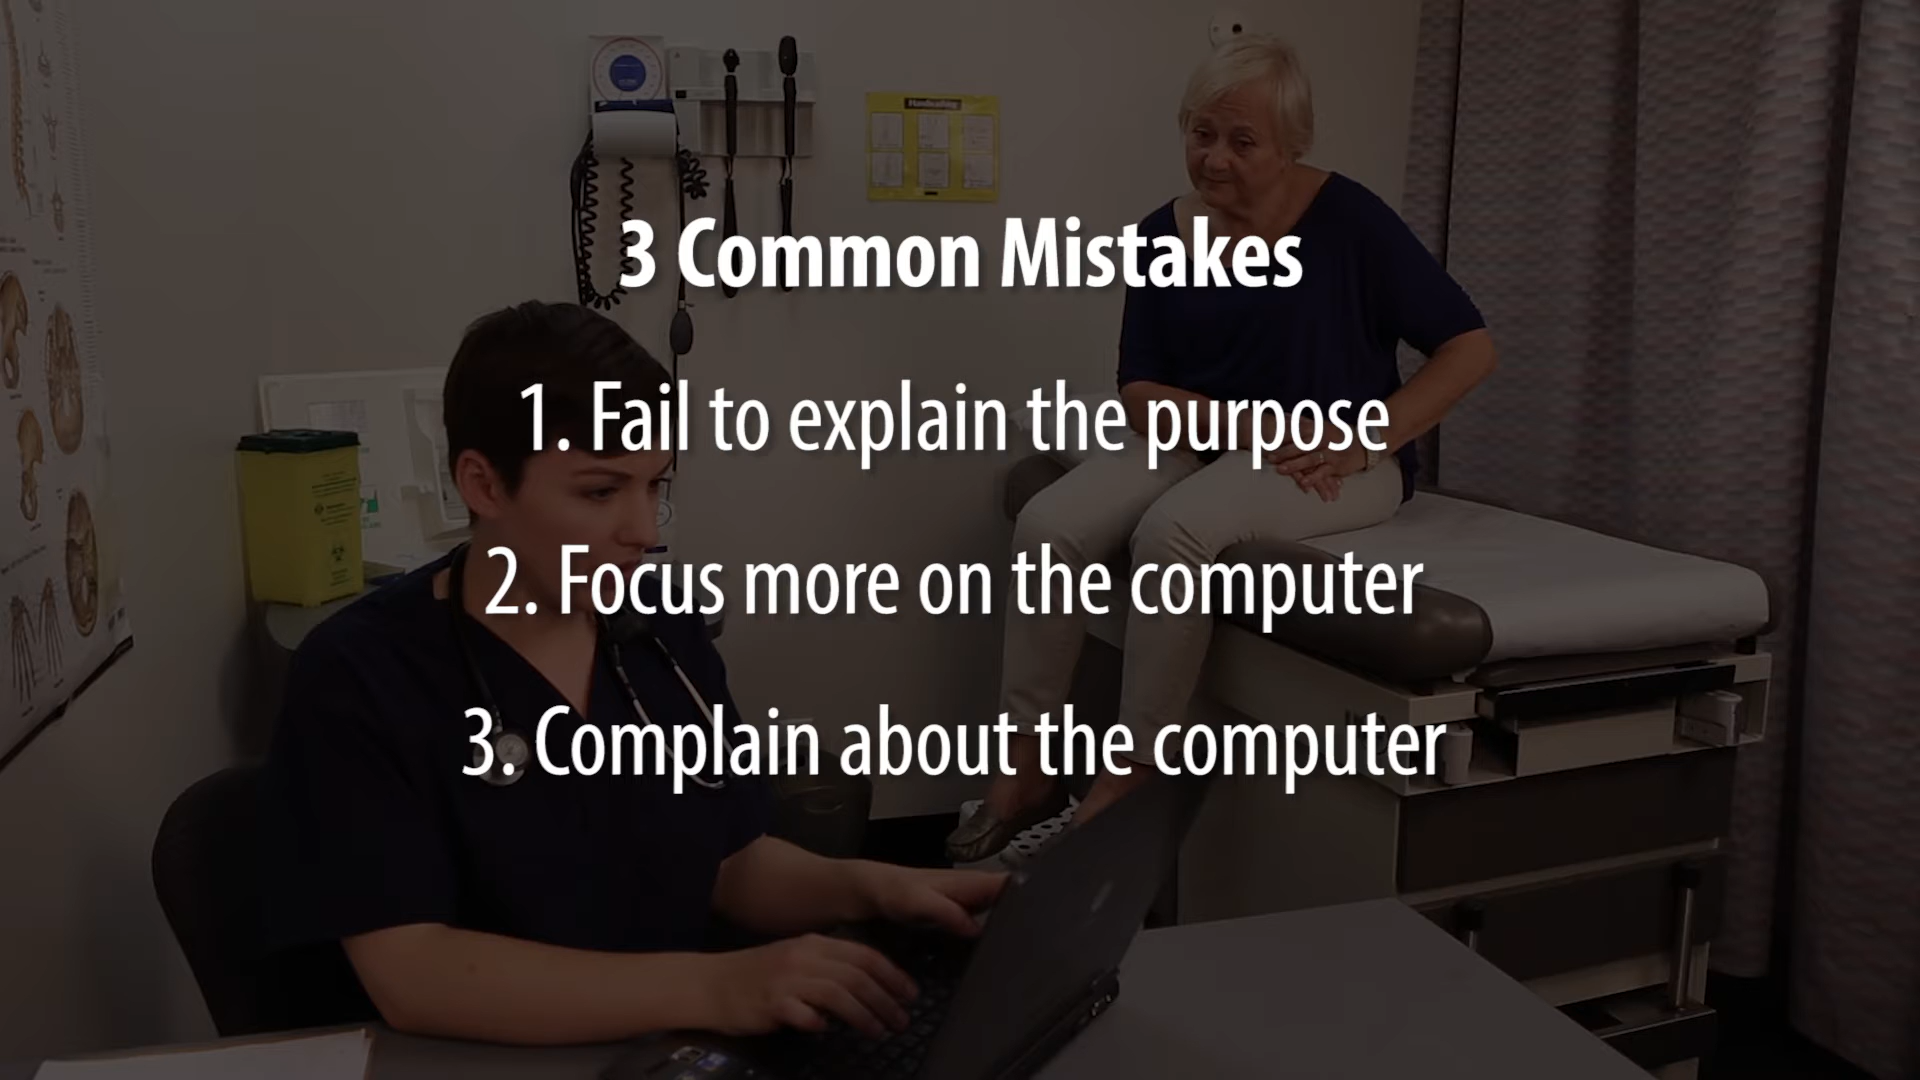 Handwashing
3 Common Mistakes
1. Fail to explain the purpose
2. Focus more on the computer
3. Complain about the computer